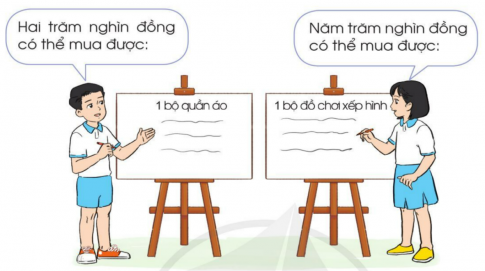 Hai trăm nghìn đồng
có thể mua được:
Năm trăm nghìn đồng
có thể mua được:
1 bộ quần áo
1 bộ đồ chơi xếp hình